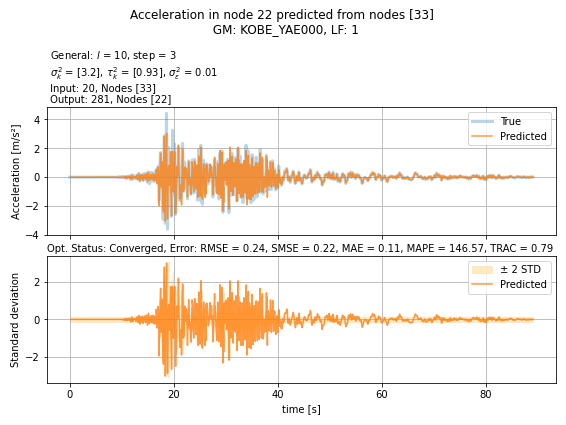 Acceleration in node 22 predicted from nodes [33]
GM: KOBE_YAE000, LF: 1
General: l = 10, step = 3
σ²ₖ = [3.2], τ²ₖ = [0.93], σ²ε = 0.01
Input: 20, Nodes [33]
Output: 281, Nodes [22]
Acceleration [m/s²]
4
2
0
−2
−4
True
Predicted
Opt. Status: Converged, Error: RMSE = 0.24, SMSE = 0.22, MAE = 0.11, MAPE = 146.57, TRAC = 0.79
Standard deviation
2
0
−2
± 2 STD
Predicted
0
20
40
60
80
time [s]